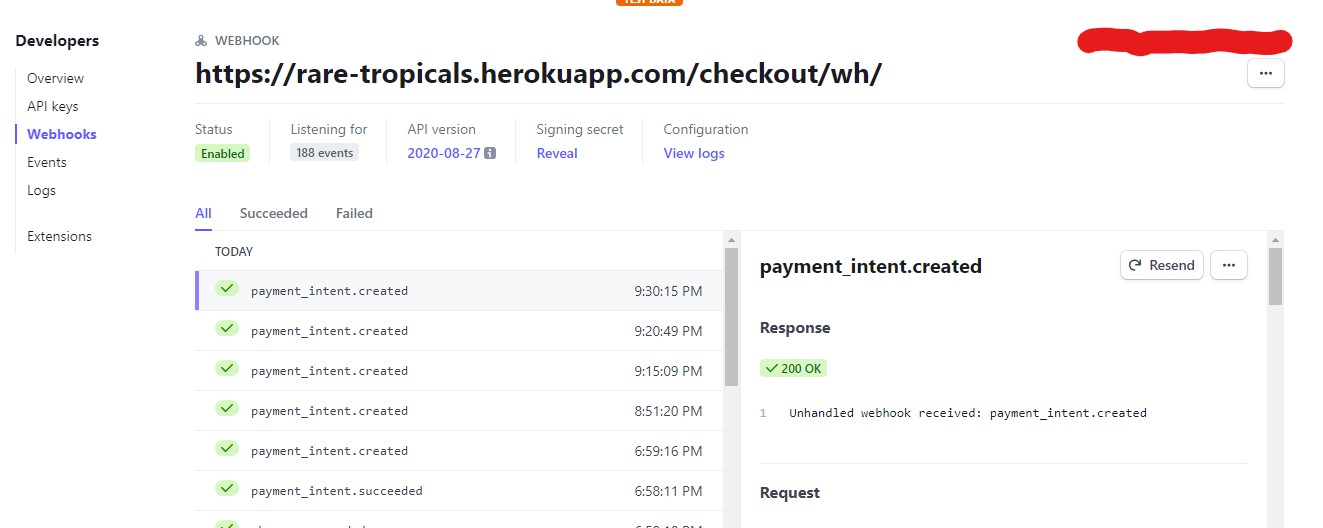 TEST DATA
Developers
Overview
API keys
Webhooks
Events
Logs
Extensions
WEBHOOK
https://rare-tropicals.herokuapp.com/checkout/wh/
Status Listening for API version Signing secret Configuration
Enabled 188 events 2020-08-27 Reveal View logs
All Succeeded Failed
TODAY
payment_intent.created 9:30:15 PM
payment_intent.created 9:20:49 PM
payment_intent.created 9:15:09 PM
payment_intent.created 8:51:20 PM
payment_intent.created 6:59:16 PM
payment_intent.succeeded 6:58:11 PM
payment_intent.created
Resend
Response
200 OK
1 Unhandled webhook received: payment_intent.created
Request